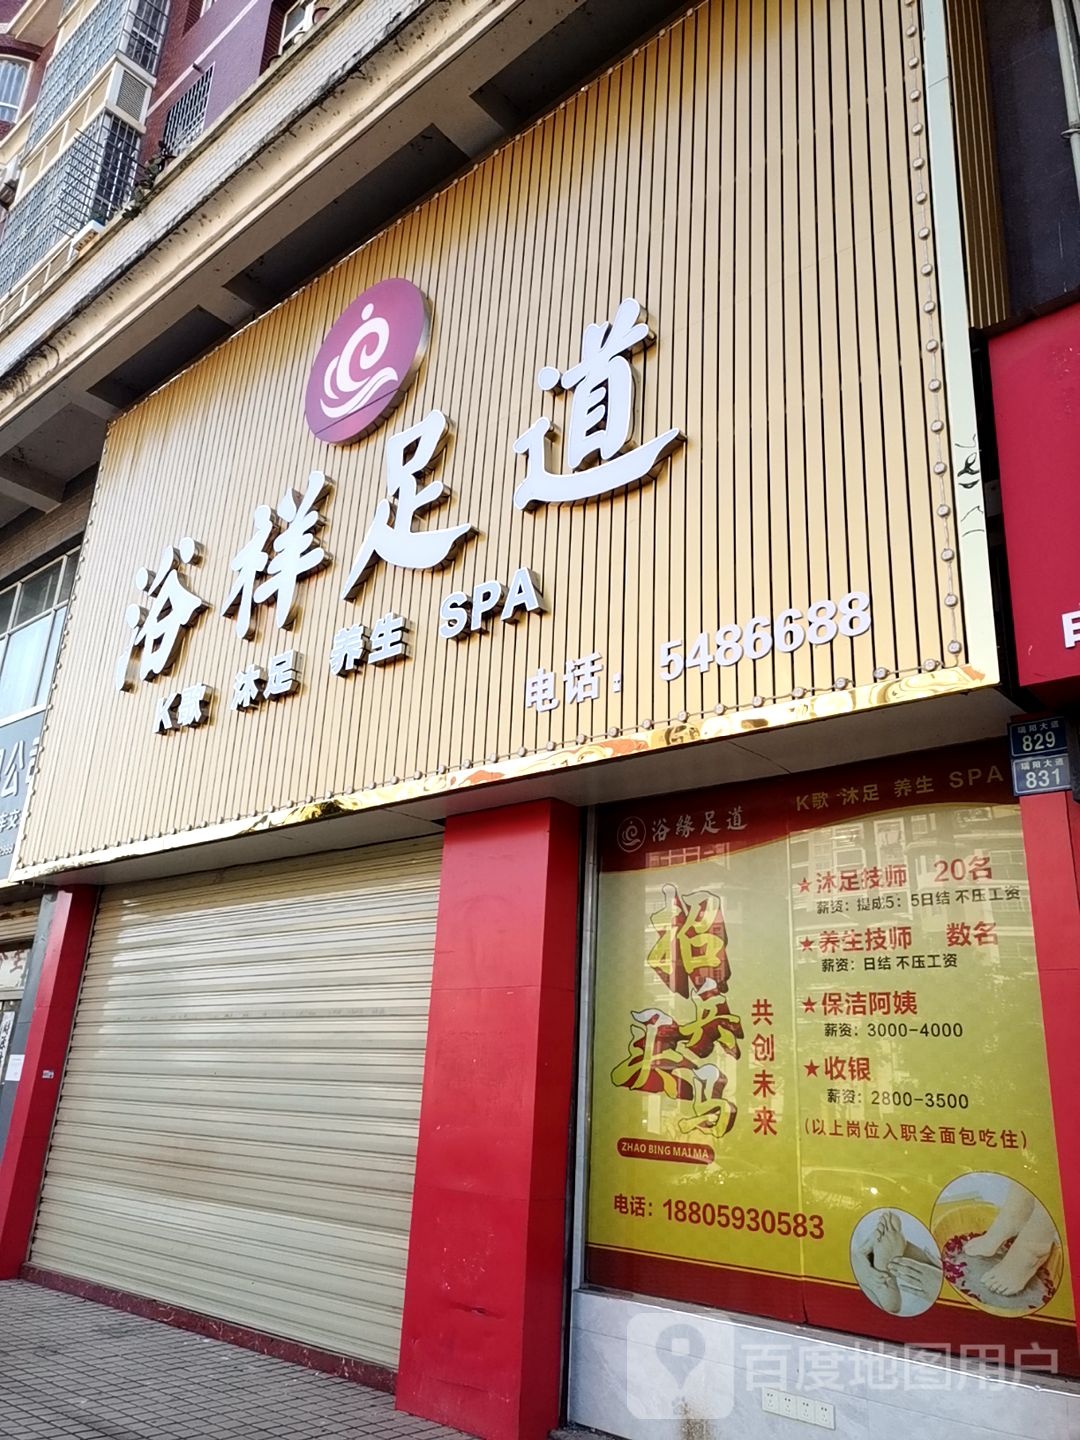 浴祥足道
K歌 沐足 养生 SPA
电话：5486688
公司
瑞阳大道
829
瑞阳大道
831
浴缘足道
K歌 沐足 养生 SPA
招兵买马
ZHAO BING MAI MA
共创未来
★沐足技师 20名
薪资：提成5：5日结 不压工资
★养生技师 数名
薪资：日结 不压工资
★保洁阿姨
薪资：3000-4000
★收银
薪资：2800-3500
（以上岗位入职全面包吃住）
电话：18805930583
百度地图用户